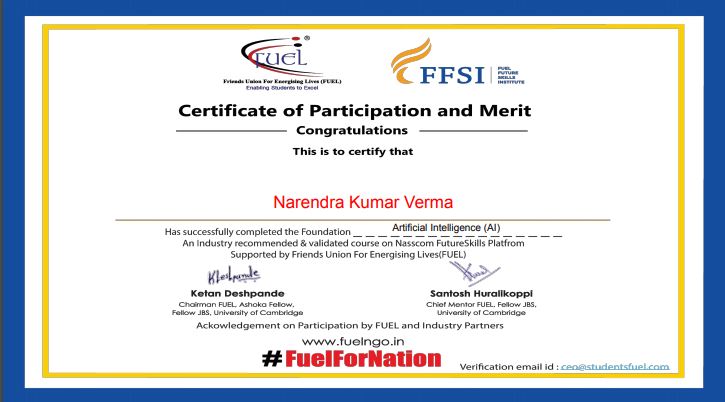 FUEL
®
Friends Union For Energising Lives (FUEL)
Enabling Students to Excel
FFSI
FUEL
FUTURE
SKILLS
INSTITUTE
Certificate of Participation and Merit
Congratulations
This is to certify that
Narendra Kumar Verma
Has successfully completed the Foundation Artificial Intelligence (AI)
An Industry recommended & validated course on Nasscom FutureSkills Platfrom
Supported by Friends Union For Energising Lives(FUEL)
KLeshpande
Ketan Deshpande
Chairman FUEL, Ashoka Fellow,
Fellow JBS, University of Cambridge
Santosh Huralikoppi
Chief Mentor FUEL, Fellow JBS,
University of Cambridge
Ackowledgement on Participation by FUEL and Industry Partners
www.fuelngo.in
#FuelForNation
Verification email id : ceo@studentsfuel.com